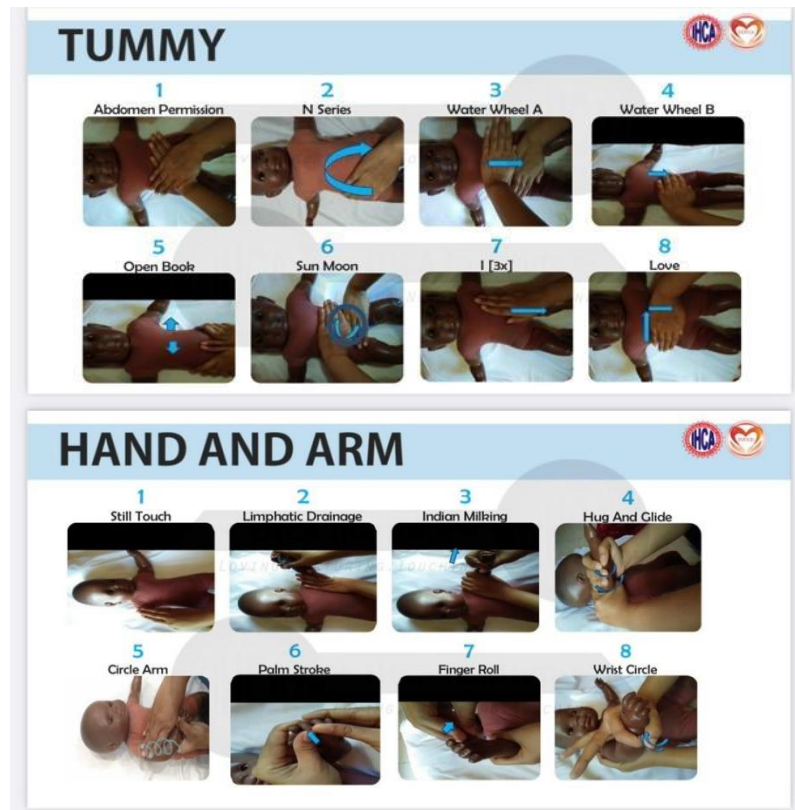 TUMMY
IHCA
1
Abdomen Permission
2
N Series
3
Water Wheel A
4
Water Wheel B
5
Open Book
6
Sun Moon
7
I [3x]
8
Love
HAND AND ARM
IHCA
1
Still Touch
2
Limphatic Drainage
3
Indian Milking
4
Hug And Glide
5
Circle Arm
6
Palm Stroke
7
Finger Roll
8
Wrist Circle